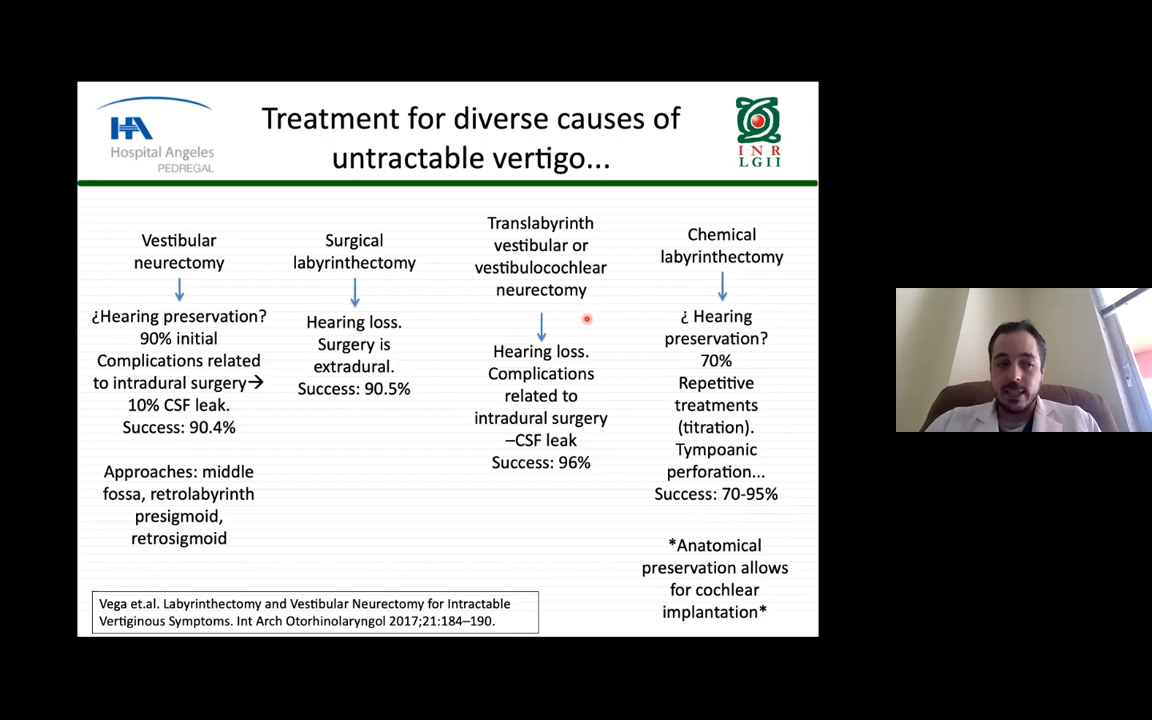 HA
Hospital Angeles
PEDREGAL
Treatment for diverse causes of
untractable vertigo...
INR
LGII
Vestibular
neurectomy
¿Hearing preservation?
90% initial
Complications related
to intradural surgery→
10% CSF leak.
Success: 90.4%
Approaches: middle
fossa, retrolabyrinth
presigmoid,
retrosigmoid
Surgical
labyrinthectomy
Hearing loss.
Surgery is
extradural.
Success: 90.5%
Translabyrinth
vestibular or
vestibulocochlear
neurectomy
Hearing loss.
Complications
related to
intradural surgery
–CSF leak
Success: 96%
Chemical
labyrinthectomy
¿ Hearing
preservation?
70%
Repetitive
treatments
(titration).
Tympoanic
perforation...
Success: 70-95%
*Anatomical
preservation allows
for cochlear
implantation*
Vega et.al. Labyrinthectomy and Vestibular Neurectomy for Intractable
Vertiginous Symptoms. Int Arch Otorhinolaryngol 2017;21:184–190.